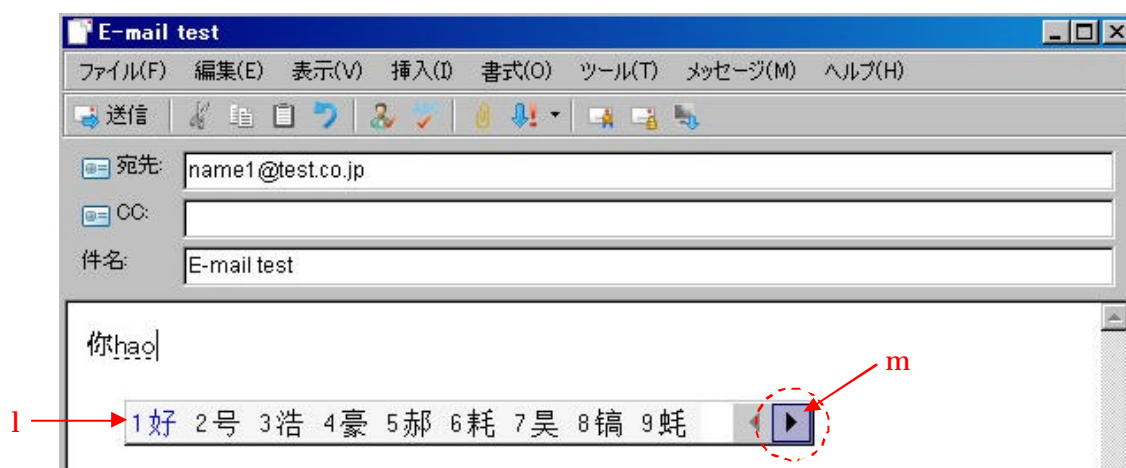 E-mail test
ファイル(F) 編集(E) 表示(V) 挿入(I) 書式(O) ツール(T) メッセージ(M) ヘルプ(H)
送信
宛先: name1@test.co.jp
CC:
件名: E-mail test
你hao
m
l 1好 2号 3浩 4豪 5郝 6耗 7昊 8镐 9蚝